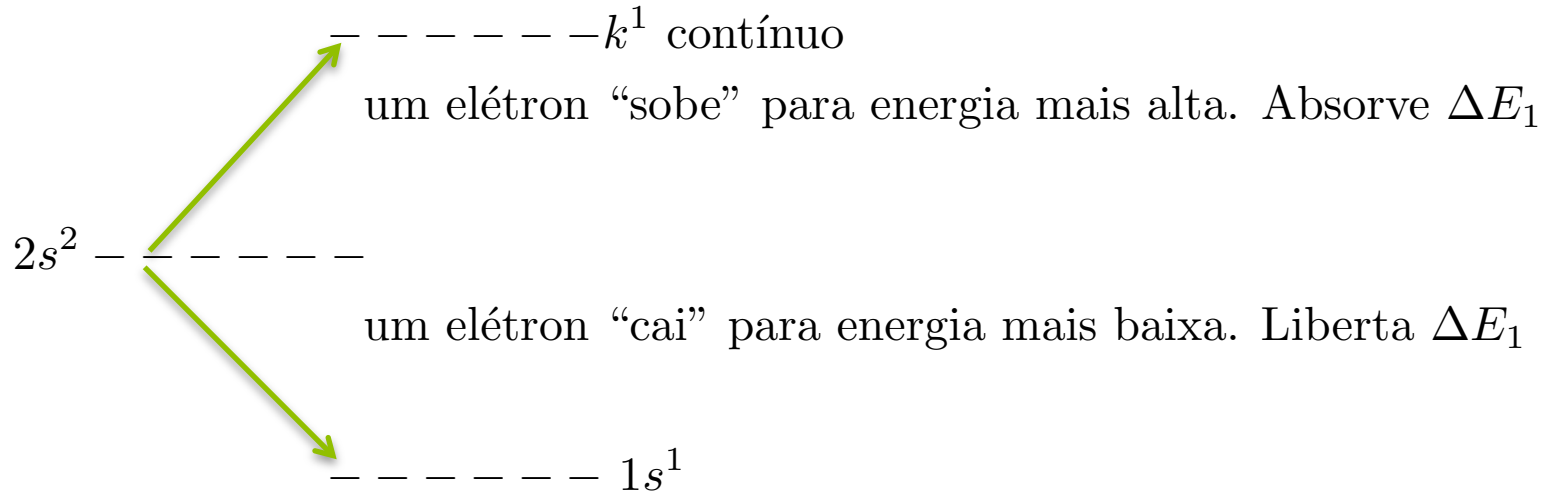 − − − − − −k¹ contínuo
um elétron “sobe” para energia mais alta. Absorve ΔE₁
2s² − − − − − −
um elétron “cai” para energia mais baixa. Liberta ΔE₁
− − − − − − 1s¹